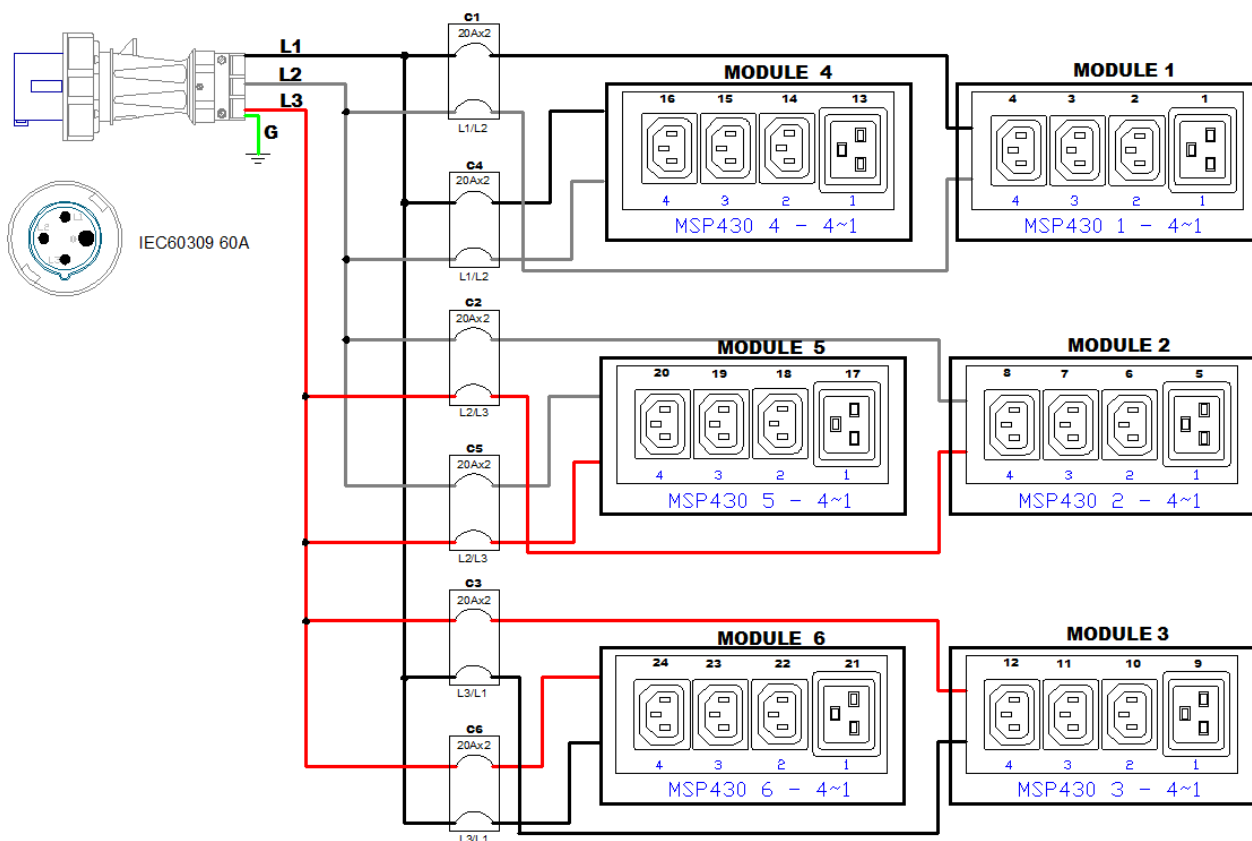 L1
L2
L3
G
IEC60309 60A
C1
20Ax2
L1/L2
C4
20Ax2
L1/L2
C2
20Ax2
L2/L3
C5
20Ax2
L2/L3
C3
20Ax2
L3/L1
C6
20Ax2
L3/L1
MODULE 4
16 15 14 13
4 3 2 1
MSP430 4 - 4~1
MODULE 1
4 3 2 1
4 3 2 1
MSP430 1 - 4~1
MODULE 5
20 19 18 17
4 3 2 1
MSP430 5 - 4~1
MODULE 2
8 7 6 5
4 3 2 1
MSP430 2 - 4~1
MODULE 6
24 23 22 21
4 3 2 1
MSP430 6 - 4~1
MODULE 3
12 11 10 9
4 3 2 1
MSP430 3 - 4~1